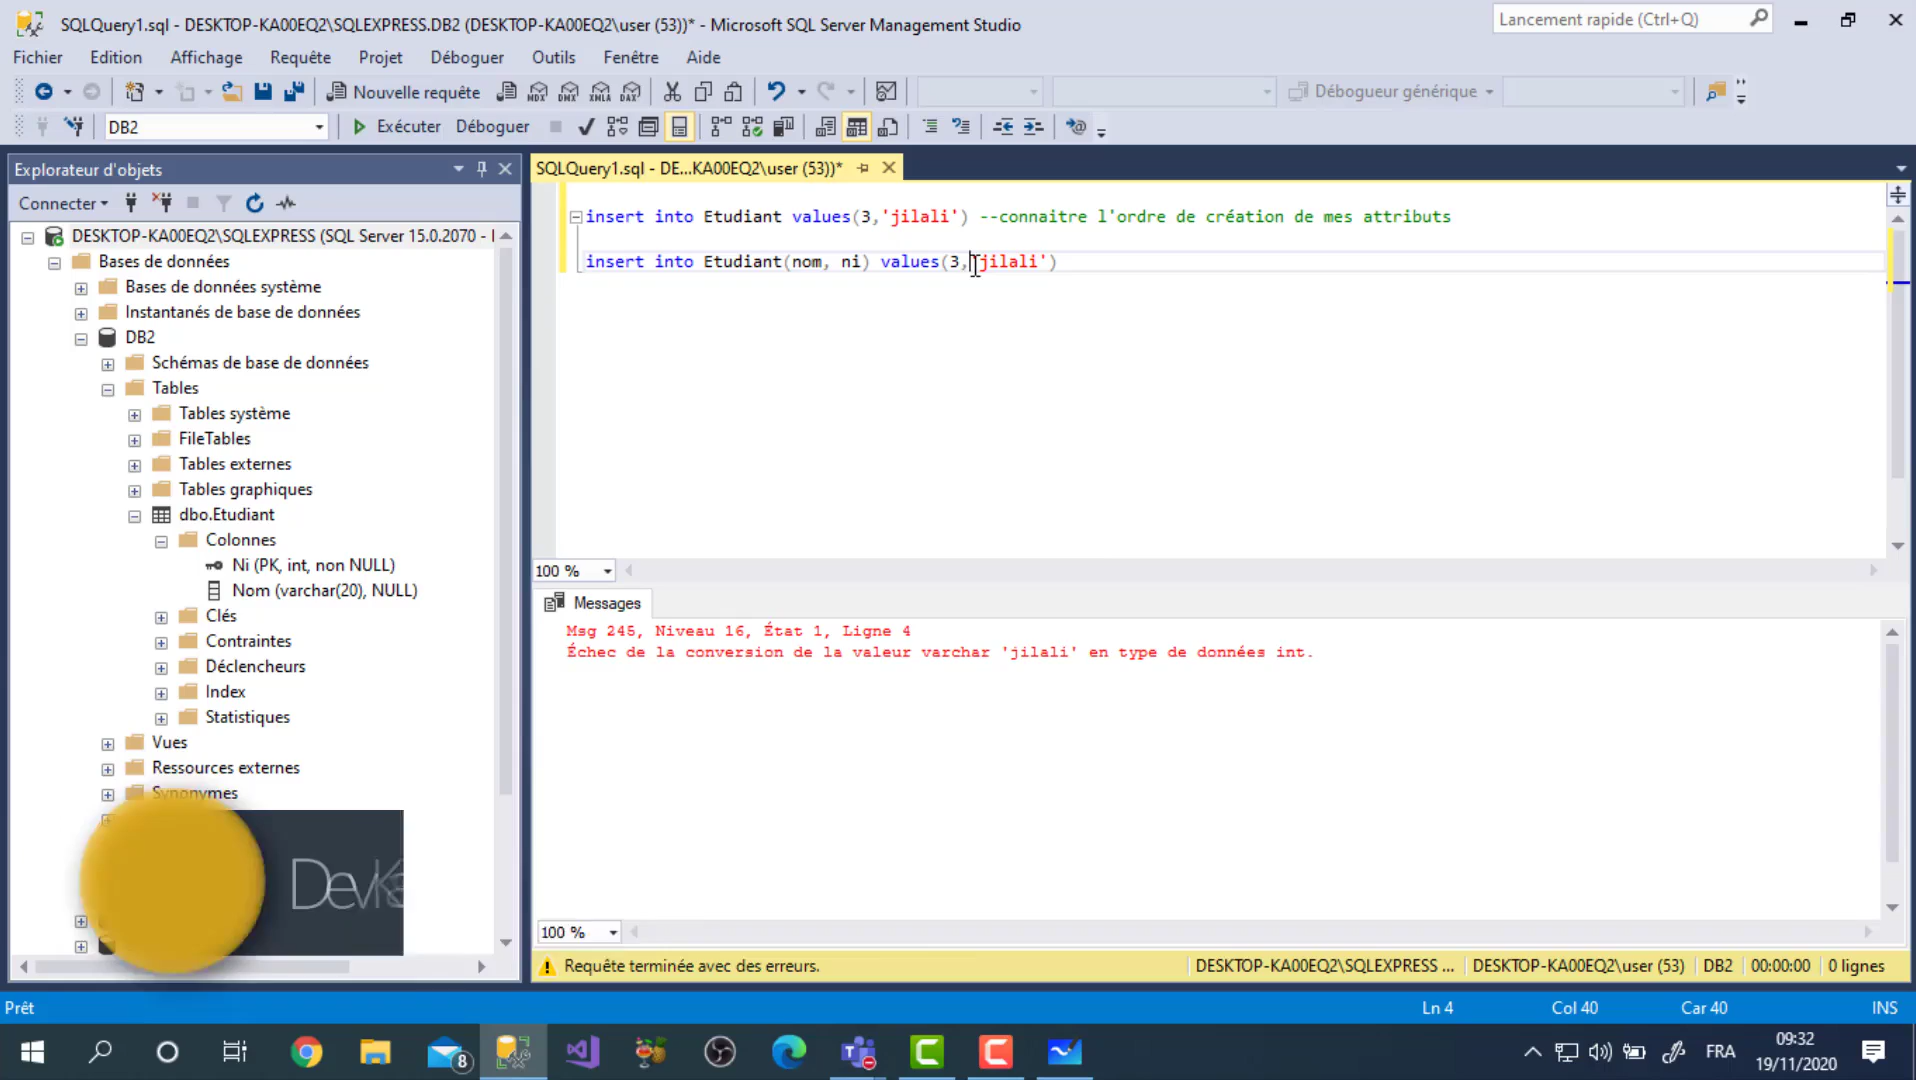 SQLQuery1.sql - DESKTOP-KA00EQ2\SQLEXPRESS.DB2 (DESKTOP-KA00EQ2\user (53))* - Microsoft SQL Server Management Studio
Lancement rapide (Ctrl+Q)
Fichier Edition Affichage Requête Projet Déboguer Outils Fenêtre Aide
Nouvelle requête
MDX DMX XMLA DAX
Débogueur générique
DB2
Exécuter Déboguer
Explorateur d'objets
Connecter
DESKTOP-KA00EQ2\SQLEXPRESS (SQL Server 15.0.2070 -
Bases de données
Bases de données système
Instantanés de base de données
DB2
Schémas de base de données
Tables
Tables système
FileTables
Tables externes
Tables graphiques
dbo.Etudiant
Colonnes
Ni (PK, int, non NULL)
Nom (varchar(20), NULL)
Clés
Contraintes
Déclencheurs
Index
Statistiques
Vues
Ressources externes
Synonymes
SQLQuery1.sql - DE...KA00EQ2\user (53))*
insert into Etudiant values(3,'jilali') --connaitre l'ordre de création de mes attributs
insert into Etudiant(nom, ni) values(3,'jilali')
100 %
Messages
Msg 245, Niveau 16, État 1, Ligne 4
Échec de la conversion de la valeur varchar 'jilali' en type de données int.
100 %
Requête terminée avec des erreurs.
DESKTOP-KA00EQ2\SQLEXPRESS ... DESKTOP-KA00EQ2\user (53) DB2 00:00:00 0 lignes
Prêt
Ln 4 Col 40 Car 40 INS
8
FRA
09:32
19/11/2020